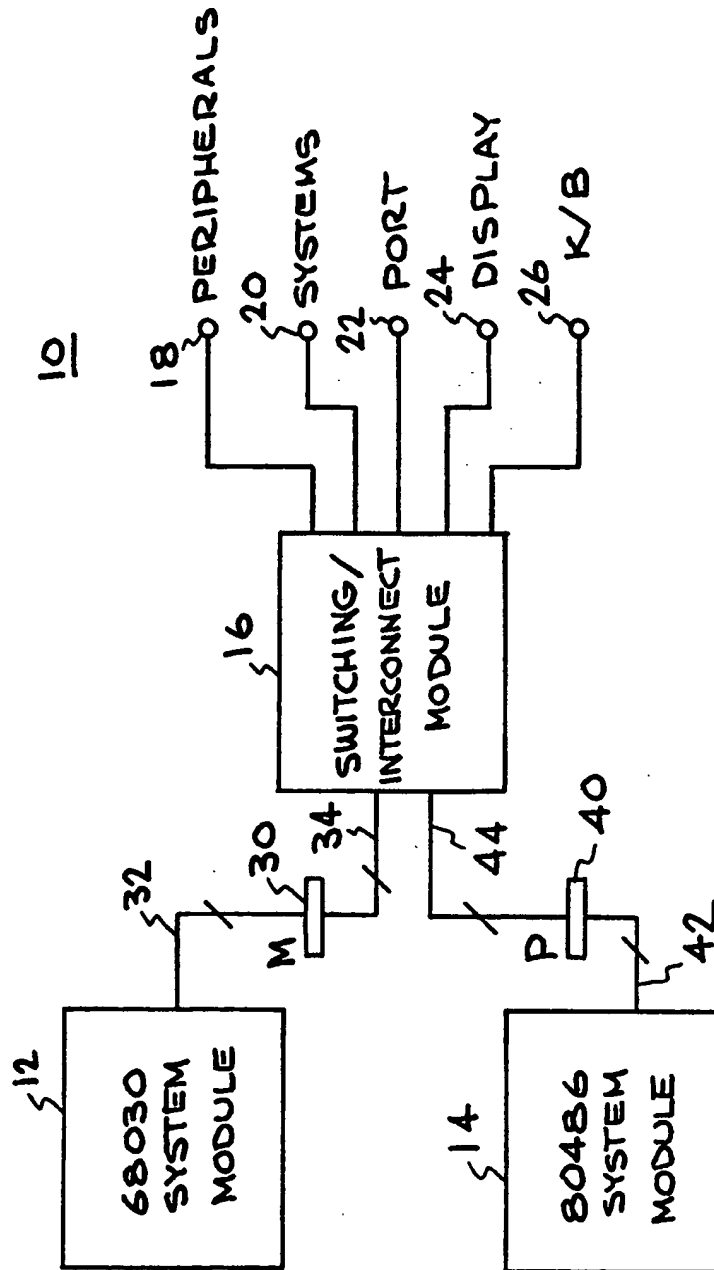 10
12
68030
SYSTEM
MODULE
32
M
30
34
14
80486
SYSTEM
MODULE
42
P
40
44
16
SWITCHING/
INTERCONNECT
MODULE
18 PERIPHERALS
20 SYSTEMS
22 PORT
24 DISPLAY
26 K/B